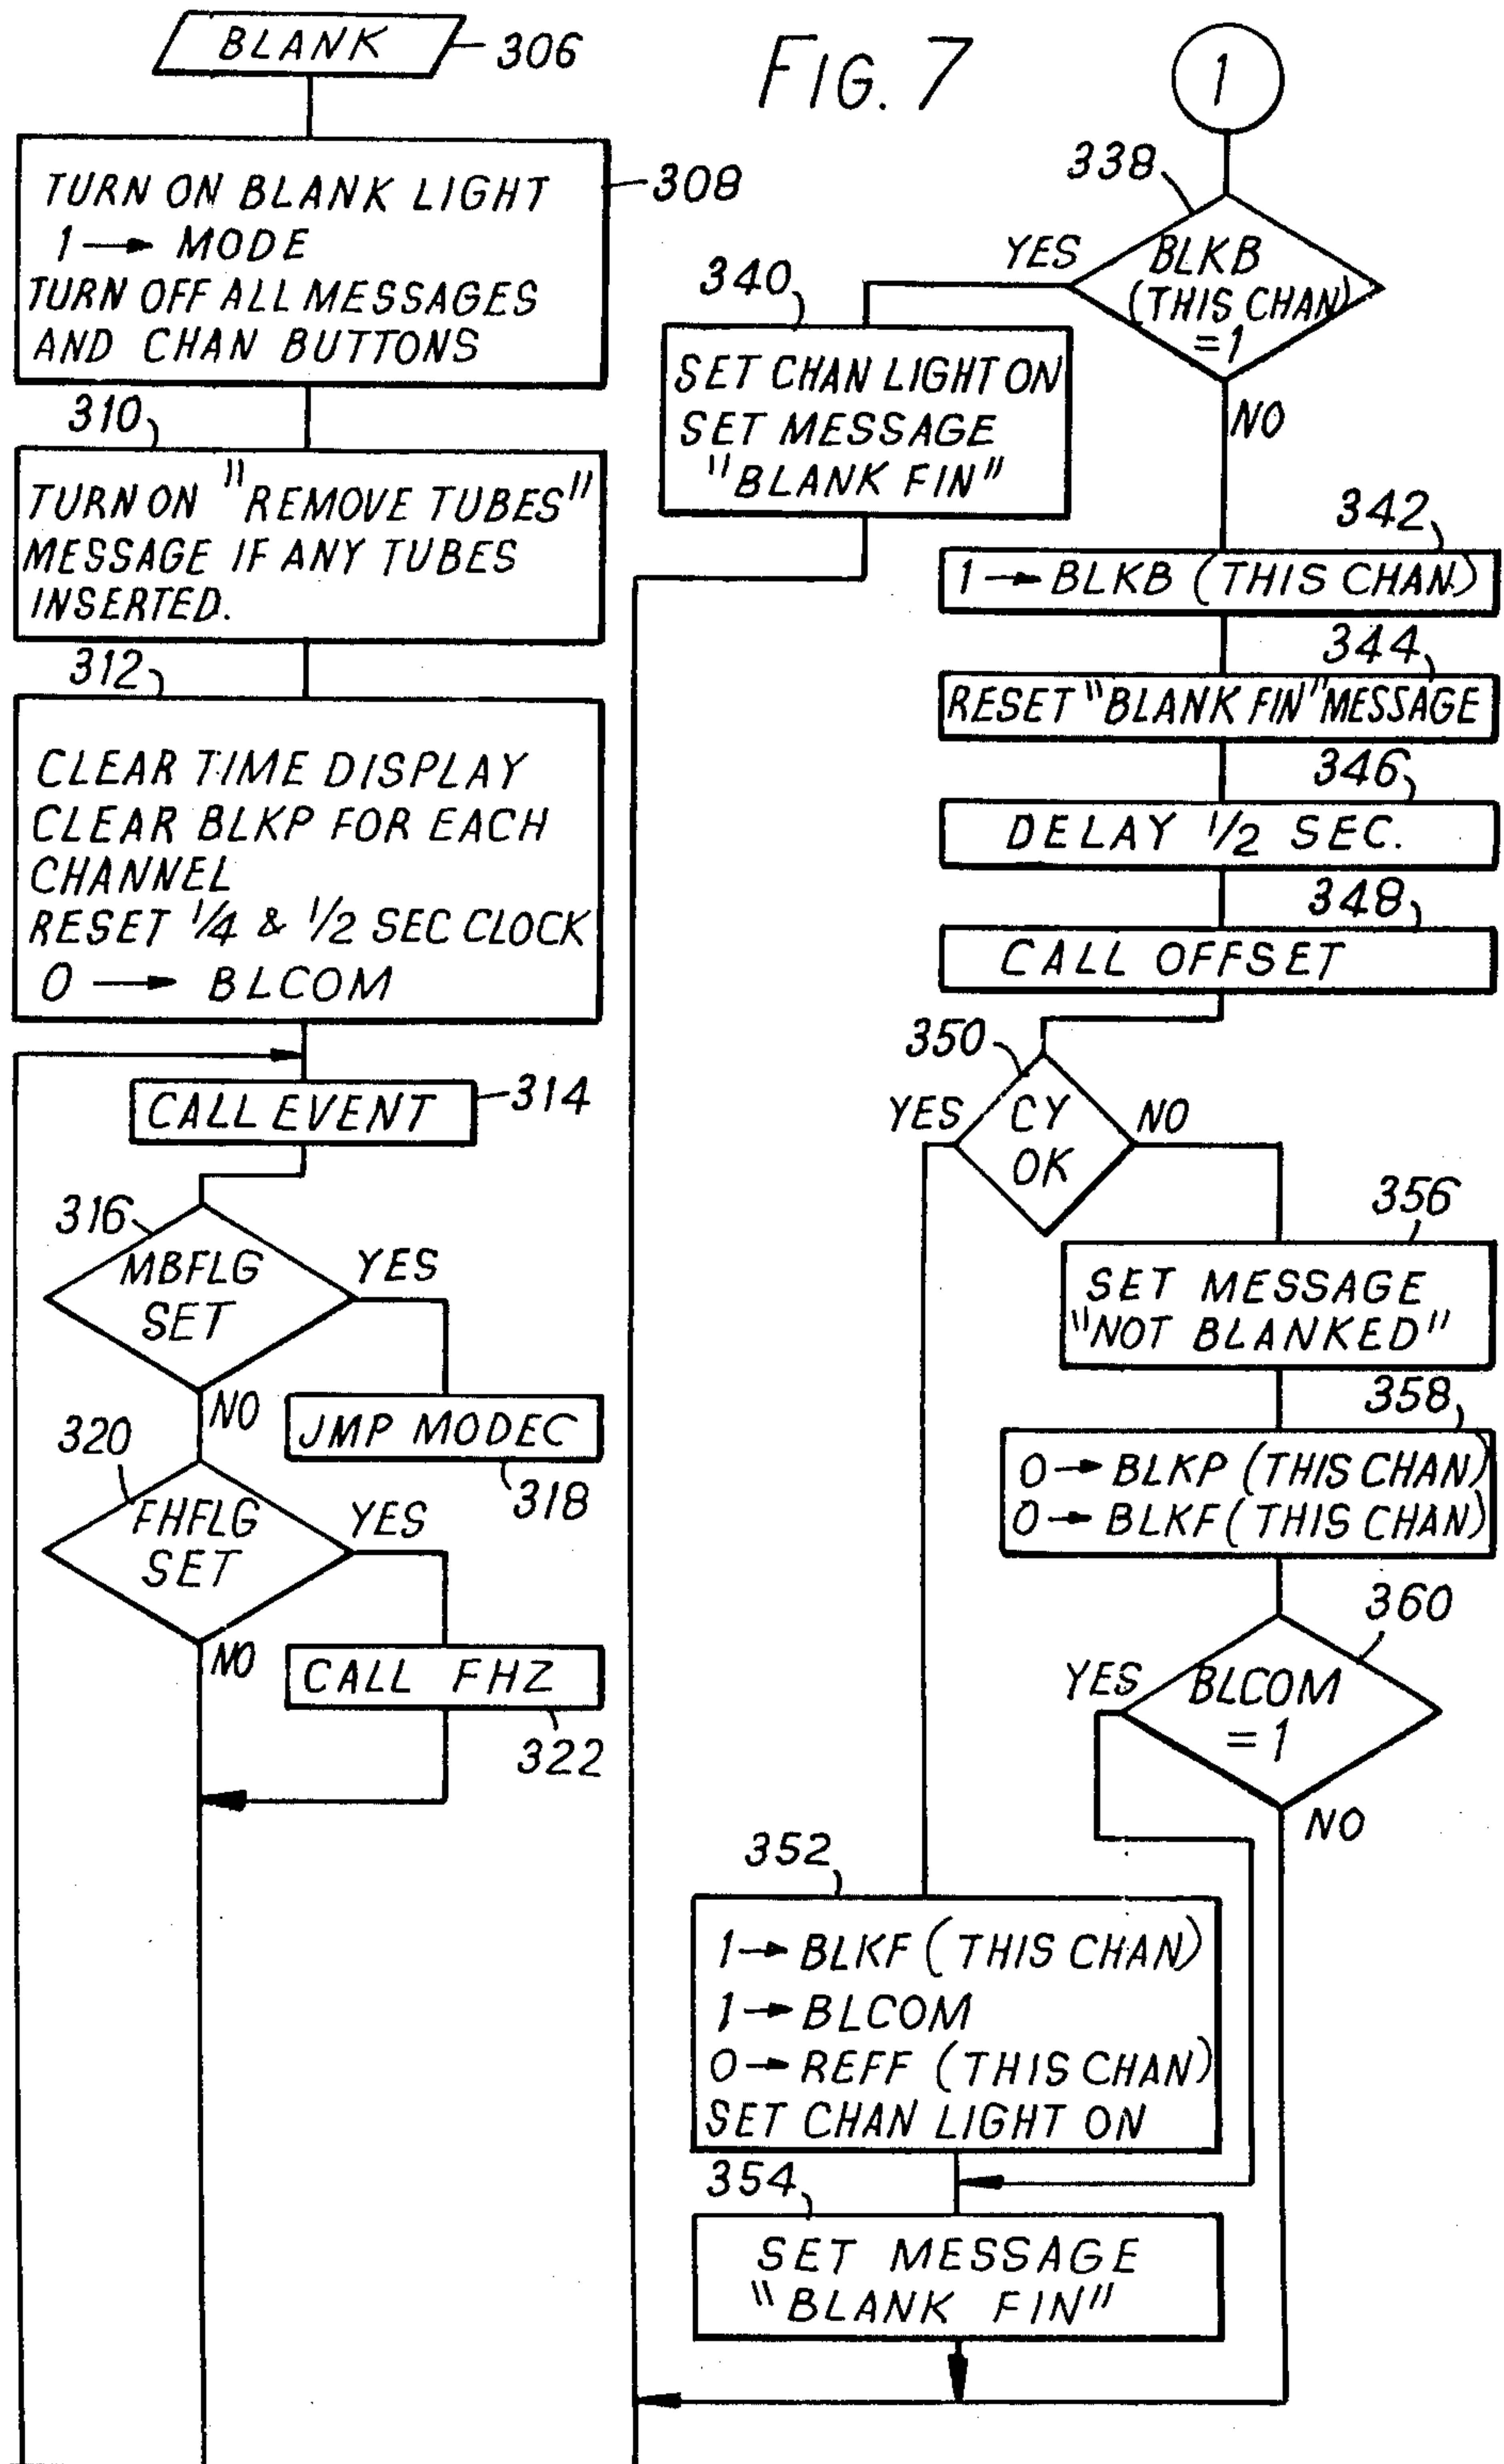 BLANK
306
FIG. 7
1
TURN ON BLANK LIGHT
1 → MODE
TURN OFF ALL MESSAGES
AND CHAN BUTTONS
308
310
TURN ON "REMOVE TUBES"
MESSAGE IF ANY TUBES
INSERTED.
312
CLEAR TIME DISPLAY
CLEAR BLKP FOR EACH
CHANNEL
RESET 1/4 & 1/2 SEC CLOCK
0 → BLCOM
CALL EVENT
314
316
MBFLG
SET
YES
NO
JMP MODEC
318
320
FHFLG
SET
YES
NO
CALL FHZ
322
338
BLKB
(THIS CHAN)
=1
YES
NO
340
SET CHAN LIGHT ON
SET MESSAGE
"BLANK FIN"
342
1 → BLKB (THIS CHAN.)
344
RESET "BLANK FIN" MESSAGE
346
DELAY 1/2 SEC.
348
CALL OFFSET
350
CY
OK
YES
NO
356
SET MESSAGE
"NOT BLANKED"
358
0 → BLKP (THIS CHAN)
0 → BLKF (THIS CHAN)
360
BLCOM
=1
YES
NO
352
1 → BLKF (THIS CHAN)
1 → BLCOM
0 → REFF (THIS CHAN)
SET CHAN LIGHT ON
354
SET MESSAGE
"BLANK FIN"